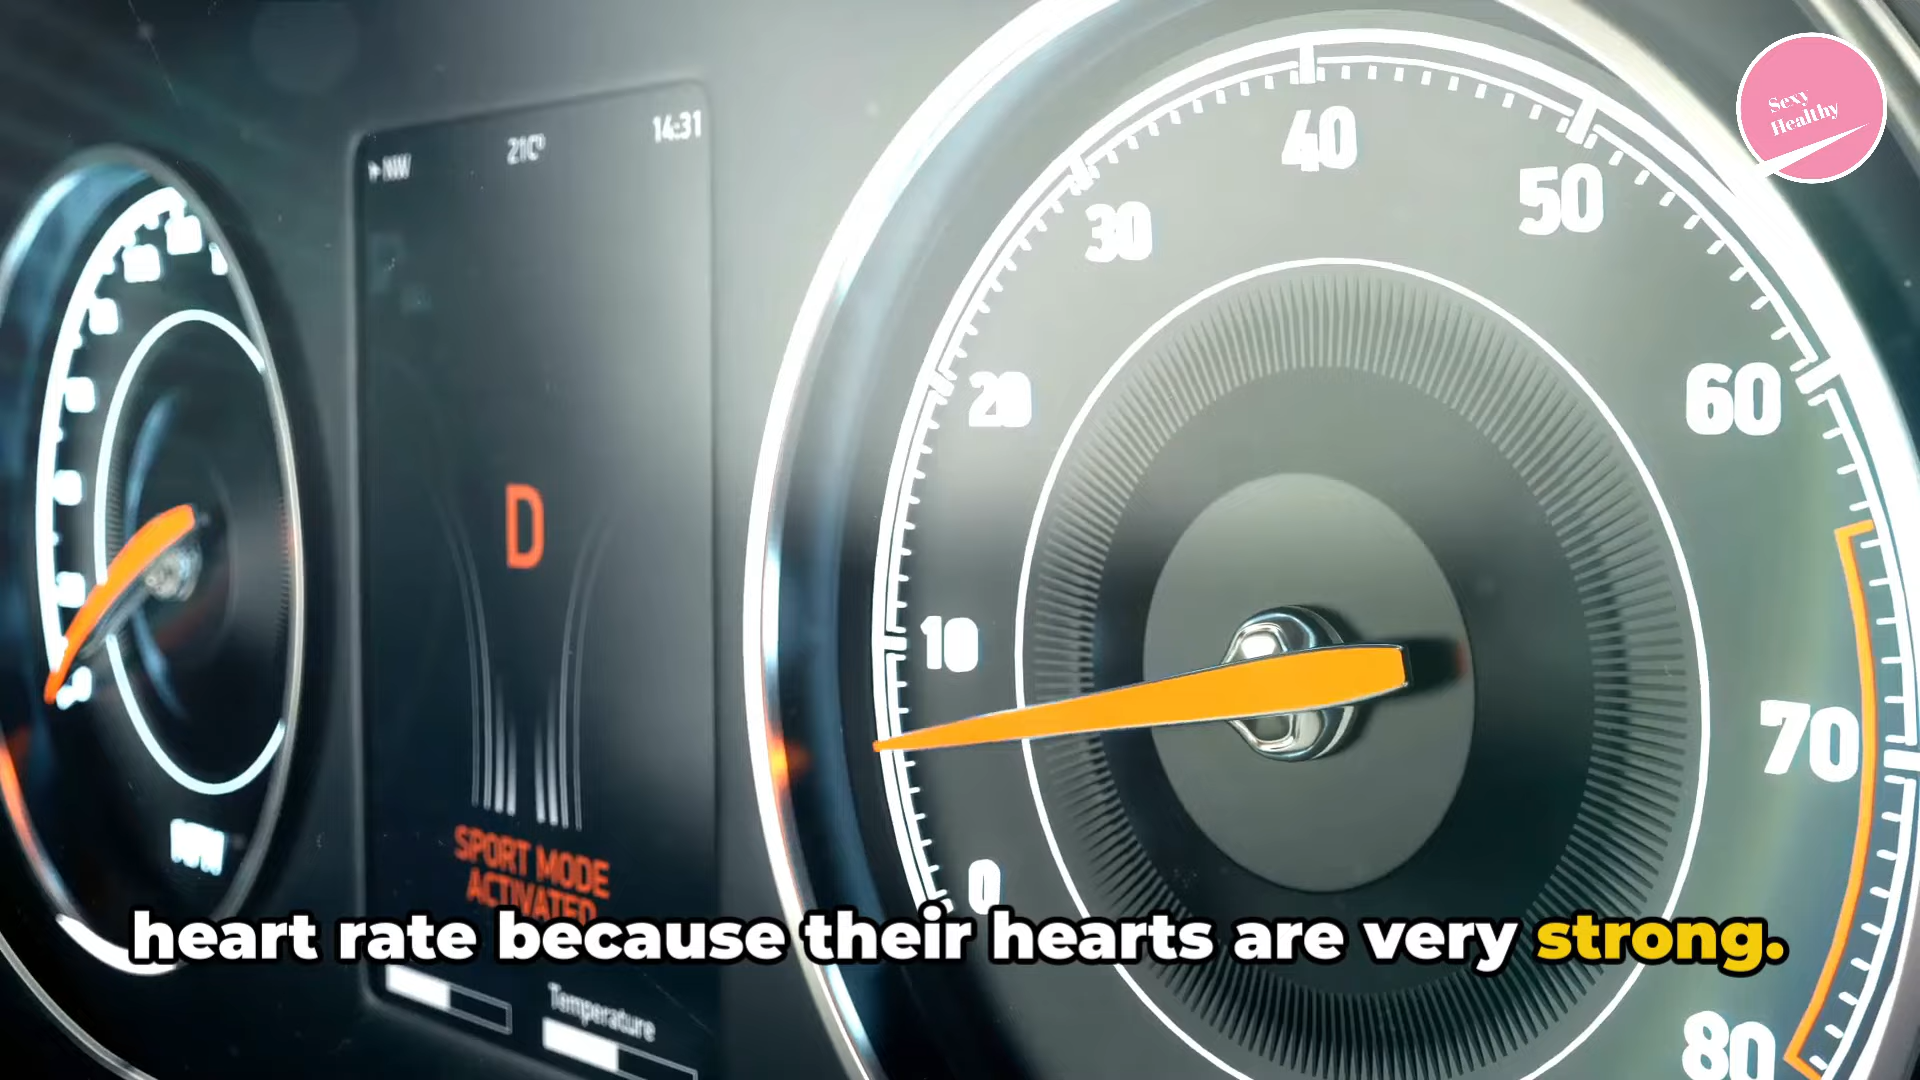 Sexy
Healthy
NW
21C°
14:31
40
50
30
60
20
D
10
70
0
SPORT MODE
ACTIVATED
heart rate because their hearts are very strong.
Temperature
80